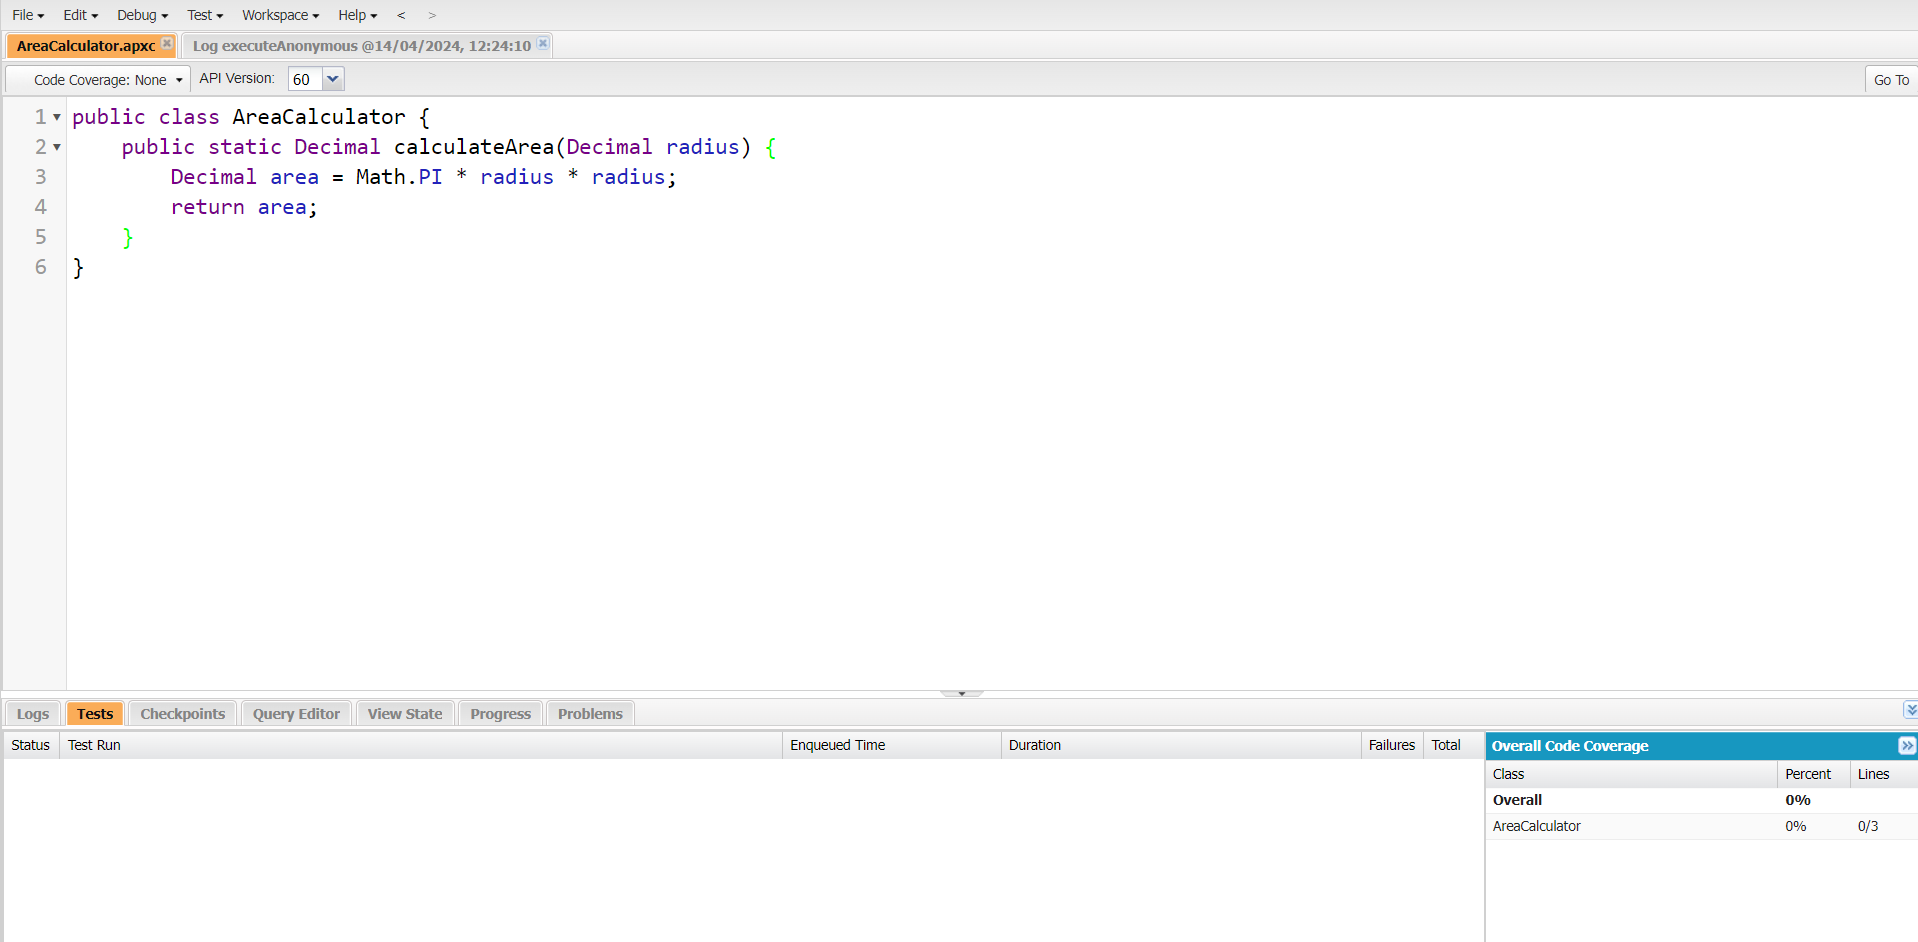 File Edit Debug Test Workspace Help < >
AreaCalculator.apxc Log executeAnonymous @14/04/2024, 12:24:10
Code Coverage: None API Version: 60 Go To
1 public class AreaCalculator {
2 public static Decimal calculateArea(Decimal radius) {
3 Decimal area = Math.PI * radius * radius;
4 return area;
5 }
6 }
Logs Tests Checkpoints Query Editor View State Progress Problems
Status Test Run Enqueued Time Duration Failures Total
Overall Code Coverage
Class Percent Lines
Overall 0%
AreaCalculator 0% 0/3